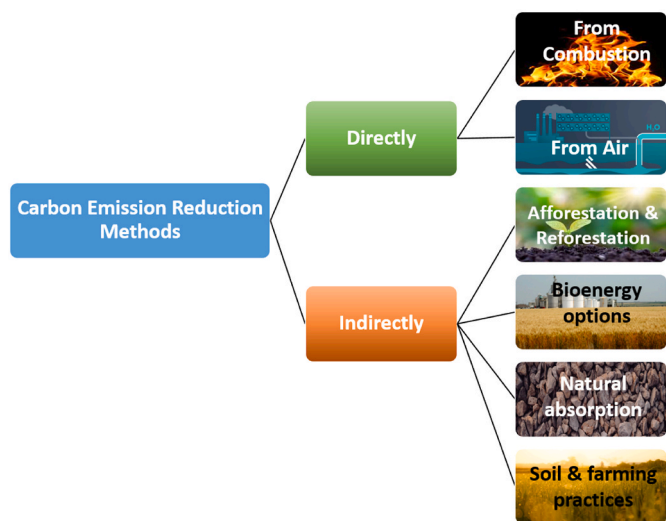 From
Combustion
Directly
H₂O
From Air
Carbon Emission Reduction
Methods
Afforestation &
Reforestation
Indirectly
Bioenergy
options
Natural
absorption
Soil & farming
practices